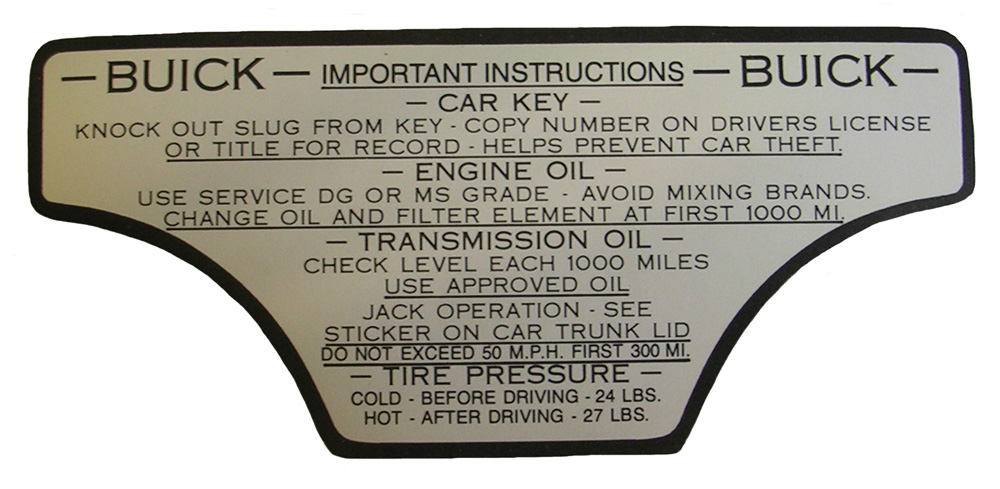 — BUICK — IMPORTANT INSTRUCTIONS — BUICK —
— CAR KEY —
KNOCK OUT SLUG FROM KEY - COPY NUMBER ON DRIVERS LICENSE
OR TITLE FOR RECORD - HELPS PREVENT CAR THEFT.
— ENGINE OIL —
USE SERVICE DG OR MS GRADE - AVOID MIXING BRANDS.
CHANGE OIL AND FILTER ELEMENT AT FIRST 1000 MI.
— TRANSMISSION OIL —
CHECK LEVEL EACH 1000 MILES
USE APPROVED OIL
JACK OPERATION - SEE
STICKER ON CAR TRUNK LID
DO NOT EXCEED 50 M.P.H. FIRST 300 MI.
— TIRE PRESSURE —
COLD - BEFORE DRIVING - 24 LBS.
HOT - AFTER DRIVING - 27 LBS.